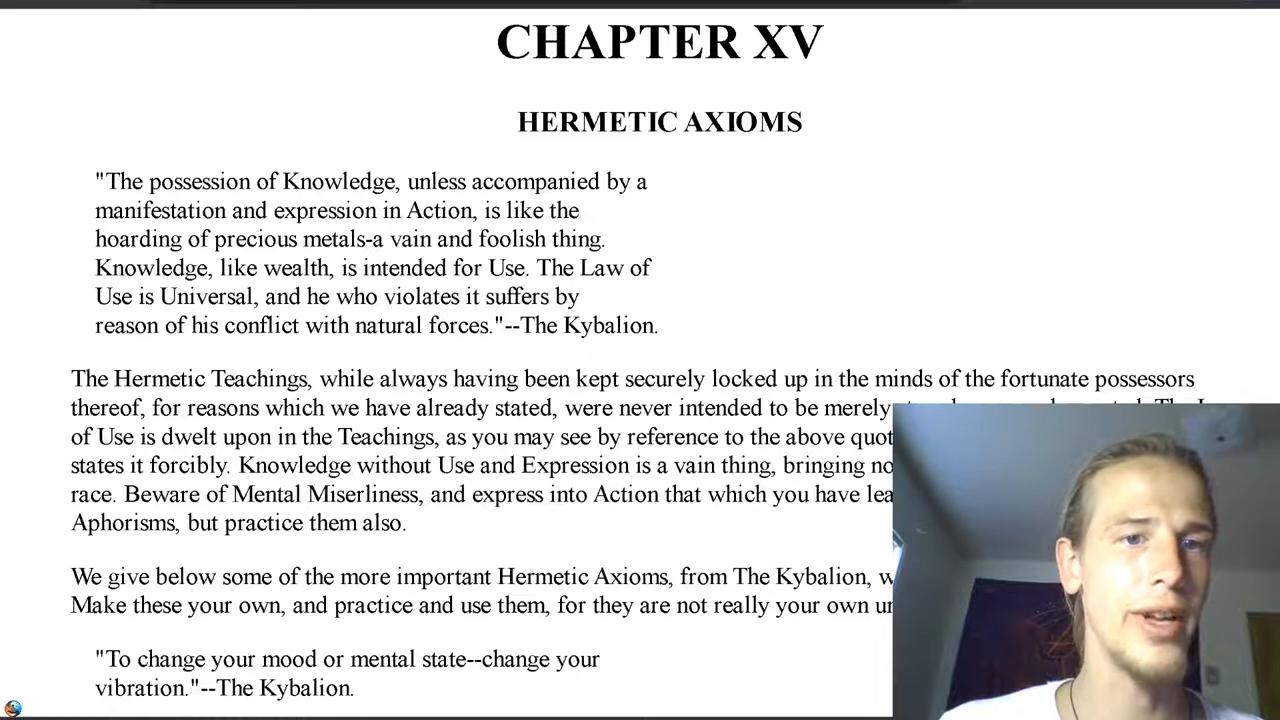 CHAPTER XV
HERMETIC AXIOMS
"The possession of Knowledge, unless accompanied by a
manifestation and expression in Action, is like the
hoarding of precious metals-a vain and foolish thing.
Knowledge, like wealth, is intended for Use. The Law of
Use is Universal, and he who violates it suffers by
reason of his conflict with natural forces."--The Kybalion.
The Hermetic Teachings, while always having been kept securely locked up in the minds of the fortunate possessors
thereof, for reasons which we have already stated, were never intended to be merely
of Use is dwelt upon in the Teachings, as you may see by reference to the above
states it forcibly. Knowledge without Use and Expression is a vain thing, bringing
race. Beware of Mental Miserliness, and express into Action that which you have
Aphorisms, but practice them also.
We give below some of the more important Hermetic Axioms, from The Kybalion,
Make these your own, and practice and use them, for they are not really your own
"To change your mood or mental state--change your
vibration."--The Kybalion.